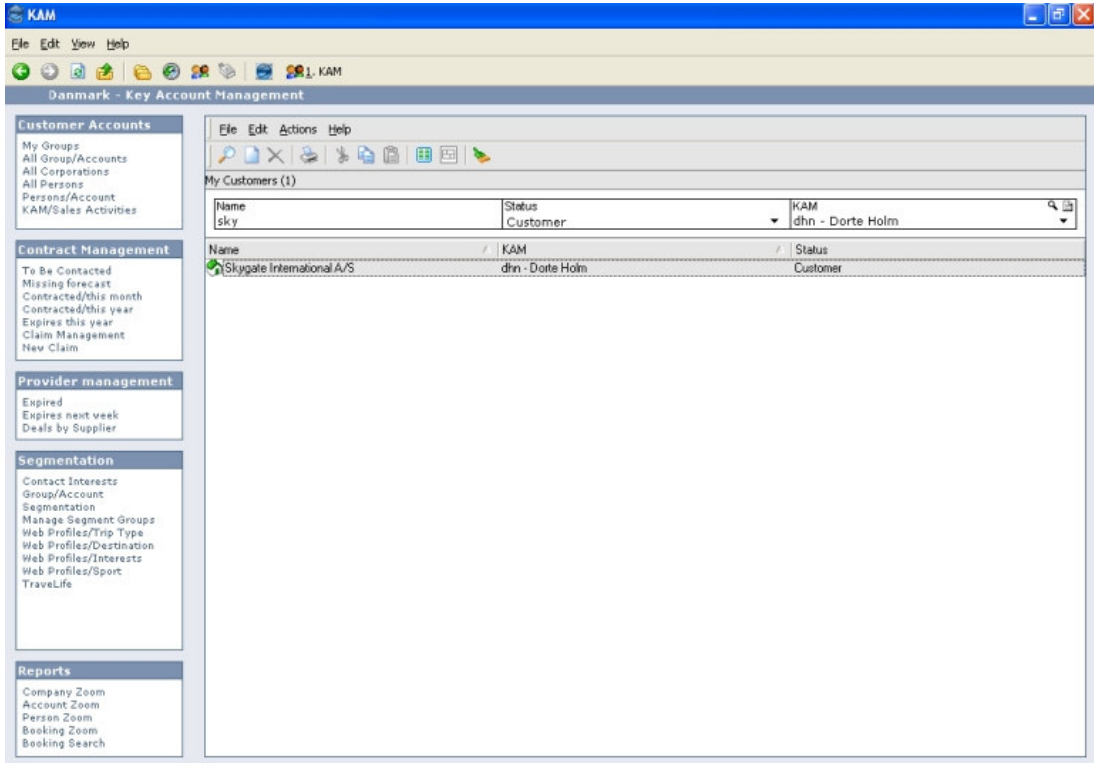 KAM
File Edit View Help
1. KAM
Danmark - Key Account Management
Customer Accounts
My Groups
All Group/Accounts
All Corporations
All Persons
Persons/Account
KAM/Sales Activities
Contract Management
To Be Contacted
Missing forecast
Contracted/this month
Contracted/this year
Expires this year
Claim Management
New Claim
Provider management
Expired
Expires next week
Deals by Supplier
Segmentation
Contact Interests
Group/Account
Segmentation
Manage Segment Groups
Web Profiles/Trip Type
Web Profiles/Destination
Web Profiles/Interests
Web Profiles/Sport
TraveLife
Reports
Company Zoom
Account Zoom
Person Zoom
Booking Zoom
Booking Search
File Edit Actions Help
My Customers (1)
Name Status KAM
sky Customer dhn - Dorte Holm
Name KAM Status
Skygate International A/S dhn - Dorte Holm Customer